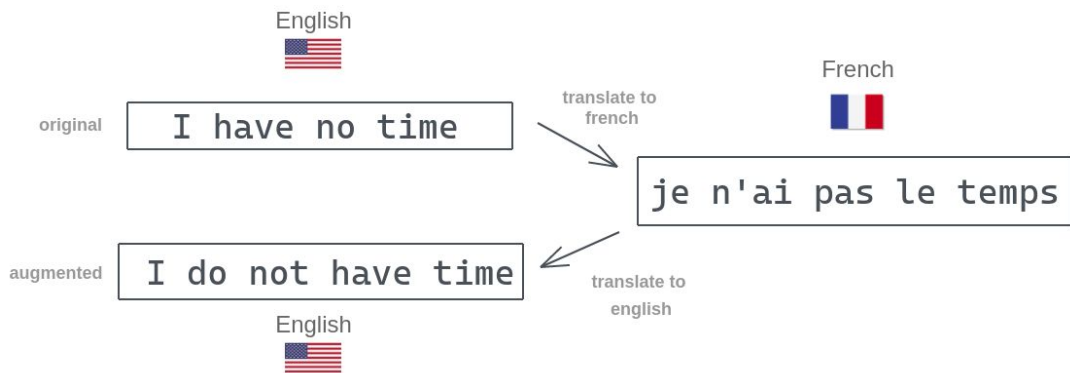 English
original
I have no time
translate to
french
French
je n'ai pas le temps
augmented
I do not have time
translate to
english
English